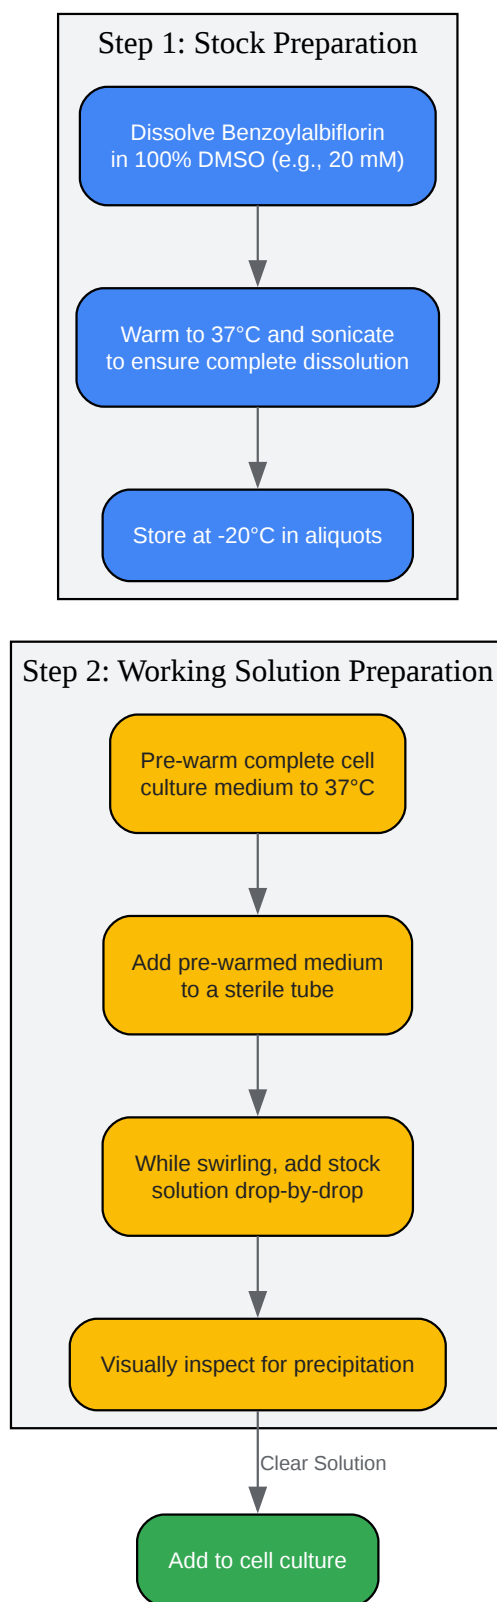 Step 1: Stock Preparation
Dissolve Benzoylalbiflorin
in 100% DMSO (e.g., 20 mM)
Warm to 37°C and sonicate
to ensure complete dissolution
Store at -20°C in aliquots
Step 2: Working Solution Preparation
Pre-warm complete cell
culture medium to 37°C
Add pre-warmed medium
to a sterile tube
While swirling, add stock
solution drop-by-drop
Visually inspect for precipitation
Clear Solution
Add to cell culture